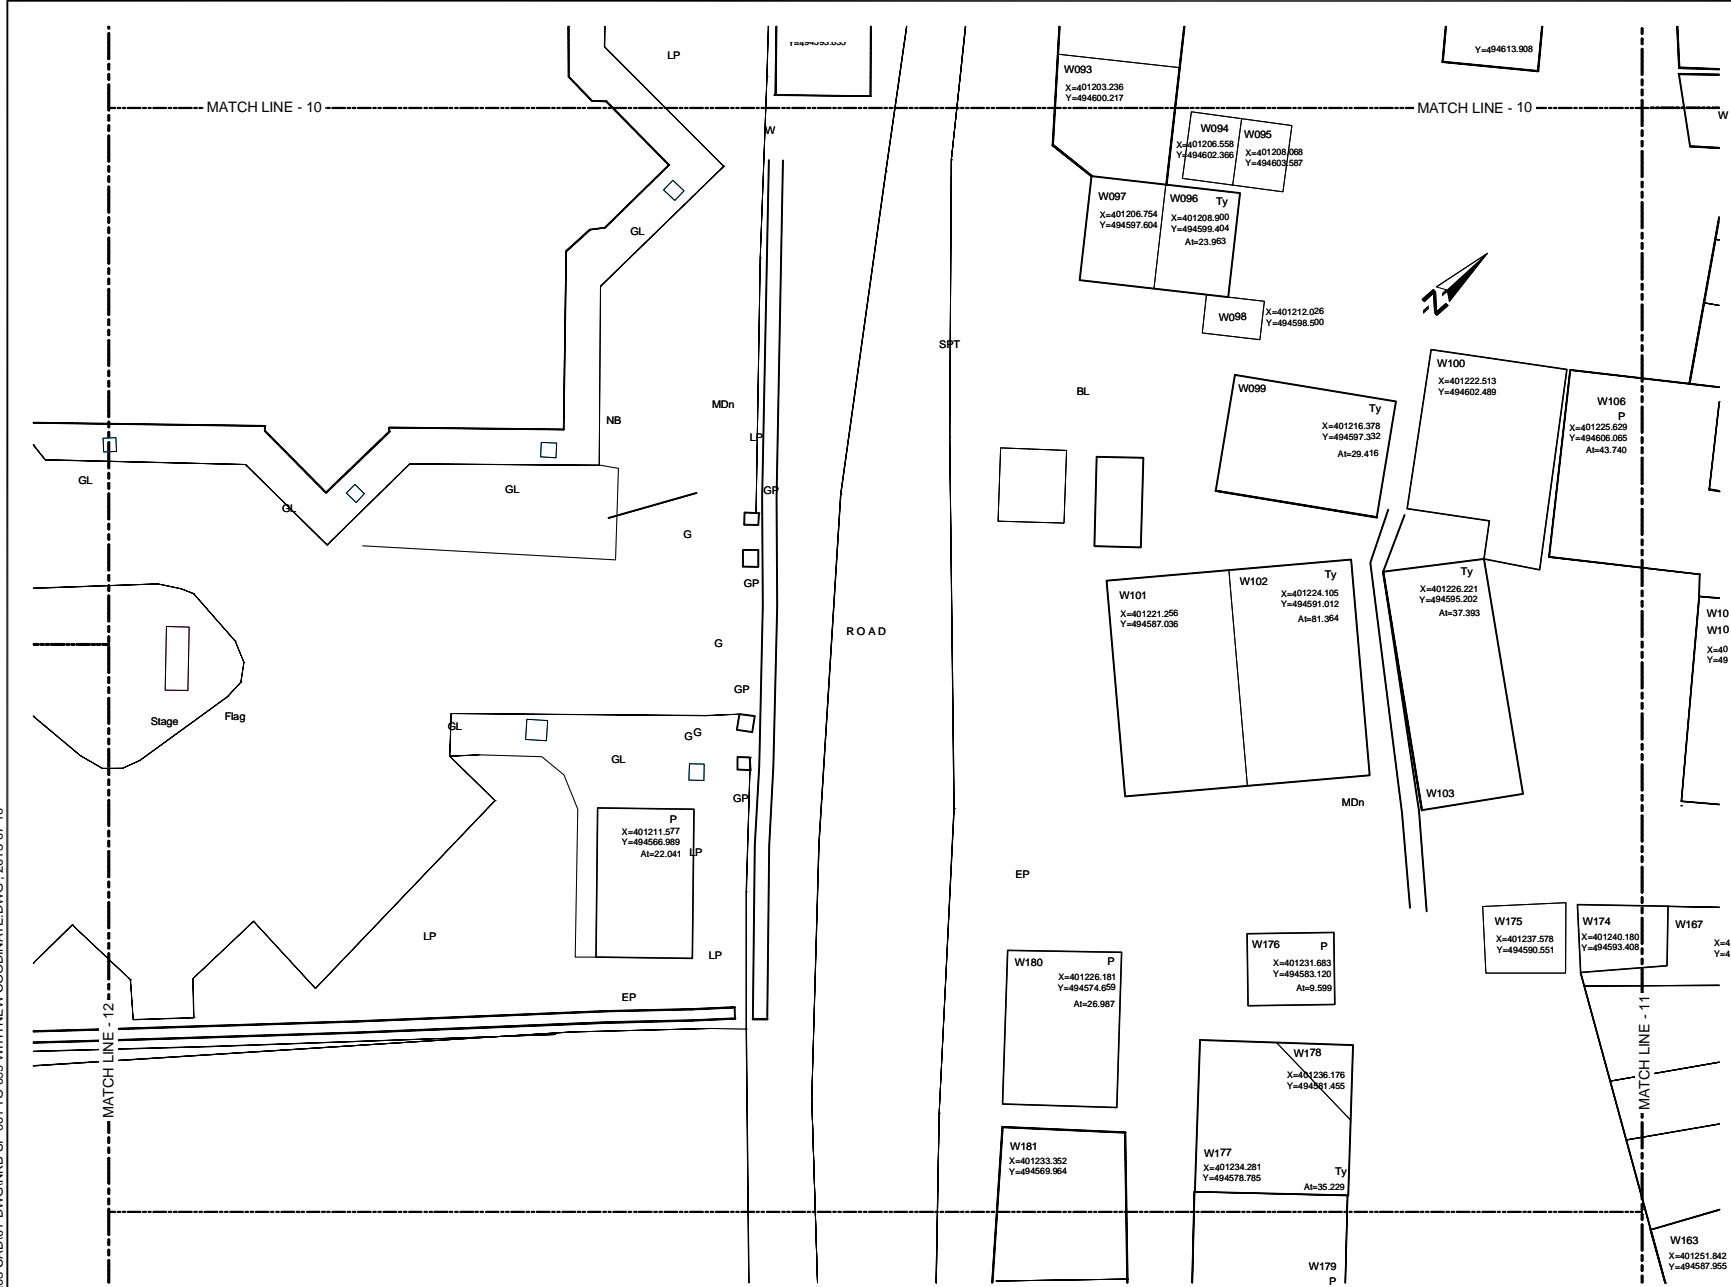 Y=494613.908
LP
W093
X=401203.236
Y=494600.217
MATCH LINE - 10
MATCH LINE - 10
W
W
W094
X=401206.558
Y=494602.366
W095
X=401208.068
Y=494603.587
W097
X=401206.754
Y=494597.604
W096
Ty
X=401208.900
Y=494599.404
At=23.963
GL
W098
X=401212.026
Y=494598.500
N
SPT
BL
MDn
NB
LP
W099
Ty
X=401216.378
Y=494597.332
At=29.416
W100
X=401222.513
Y=494602.489
W106
P
X=401225.629
Y=494606.065
At=43.740
GL
GL
GL
GP
G
GP
W101
X=401221.256
Y=494587.036
W102
Ty
X=401224.105
Y=494591.012
At=81.364
Ty
X=401226.221
Y=494595.202
At=37.393
W103
W10
W10
X=40
Y=49
ROAD
G
GP
Stage
Flag
GL
G
G
GL
GP
MDn
P
X=401211.577
Y=494566.989
At=22.041
LP
EP
LP
LP
EP
W175
X=401237.578
Y=494590.551
W174
X=401240.180
Y=494593.408
W167
X=4
Y=4
W176
P
X=401231.683
Y=494583.120
At=9.599
W180
P
X=401226.181
Y=494574.659
At=26.987
MATCH LINE - 12
MATCH LINE - 11
W178
X=401236.176
Y=494581.455
W181
X=401233.352
Y=494569.964
W177
X=401234.281
Y=494578.785
Ty
At=35.229
W163
X=401251.842
Y=494587.955
W179
P